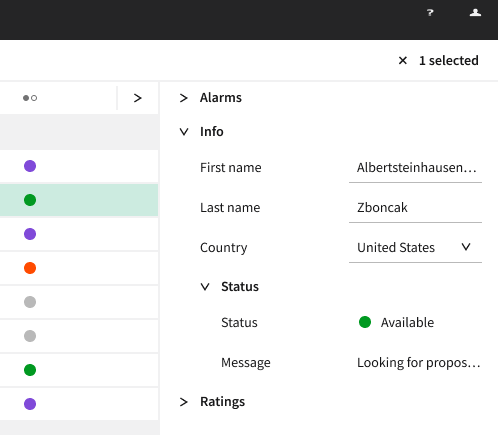 ?
1 selected
Alarms
Info
First name Albertsteinhausen...
Last name Zboncak
Country United States
Status
Status Available
Message Looking for propos...
Ratings